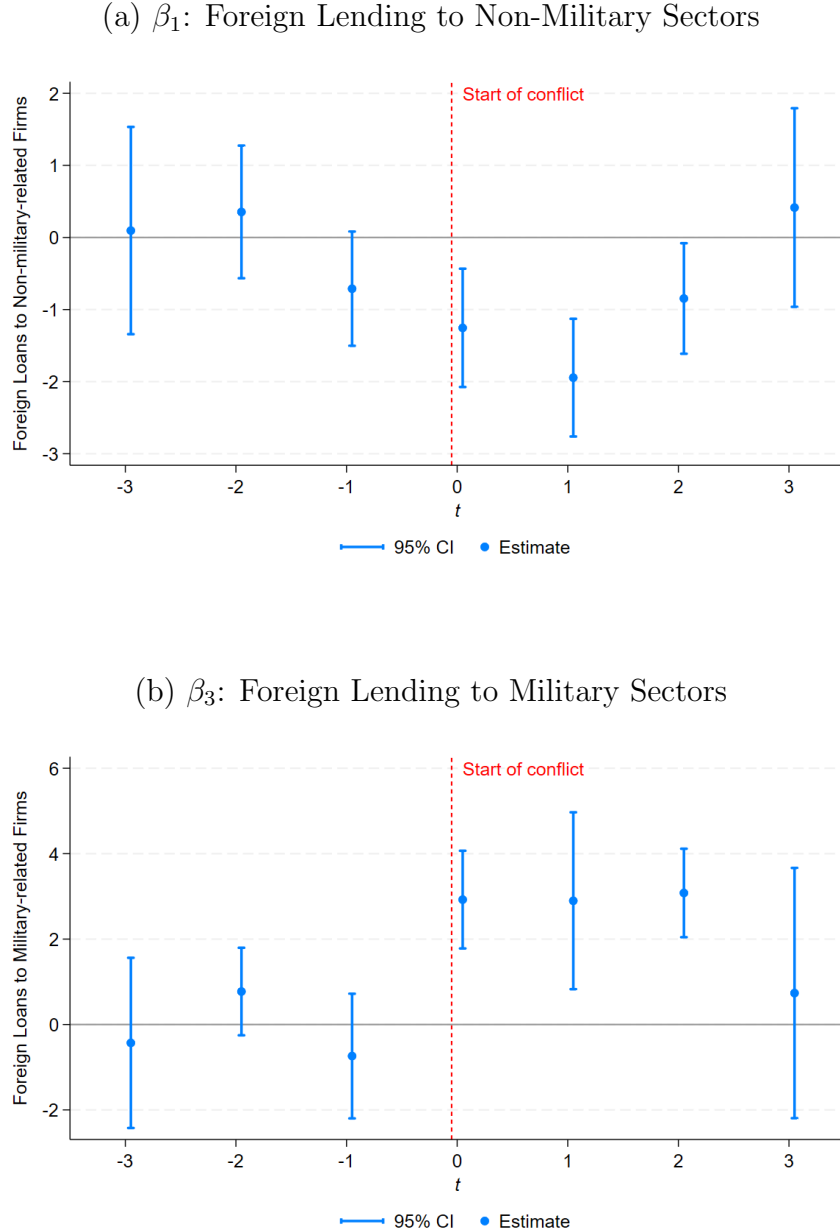 (a) β₁: Foreign Lending to Non-Military Sectors
Foreign Loans to Non-military-related Firms
2
1
0
-1
-2
-3
Start of conflict
-3 -2 -1 0 1 2 3
t
95% CI Estimate
(b) β₃: Foreign Lending to Military Sectors
Foreign Loans to Military-related Firms
6
4
2
0
-2
Start of conflict
-3 -2 -1 0 1 2 3
t
95% CI Estimate